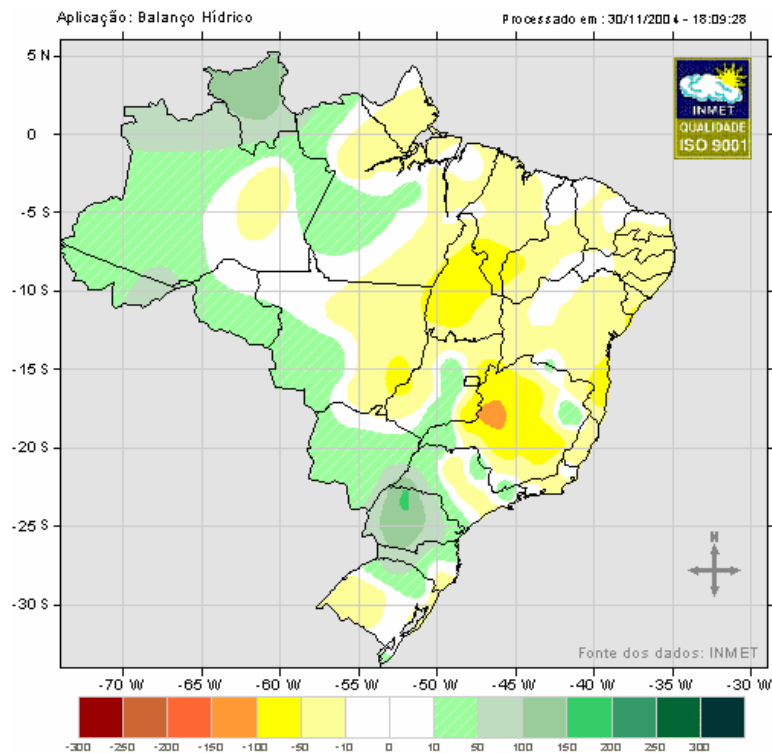 Aplicação: Balanço Hídrico
Processado em : 30/11/2004 - 18:09:28
5 N
0
-5 S
-10 S
-15 S
-20 S
-25 S
-30 S
INMET
QUALIDADE
ISO 9001
N
Fonte dos dados: INMET
-70 W -65 W -60 W -55 W -50 W -45 W -40 W -35 W -30 W
-300 -250 -200 -150 -100 -50 -10 0 10 50 100 150 200 250 300